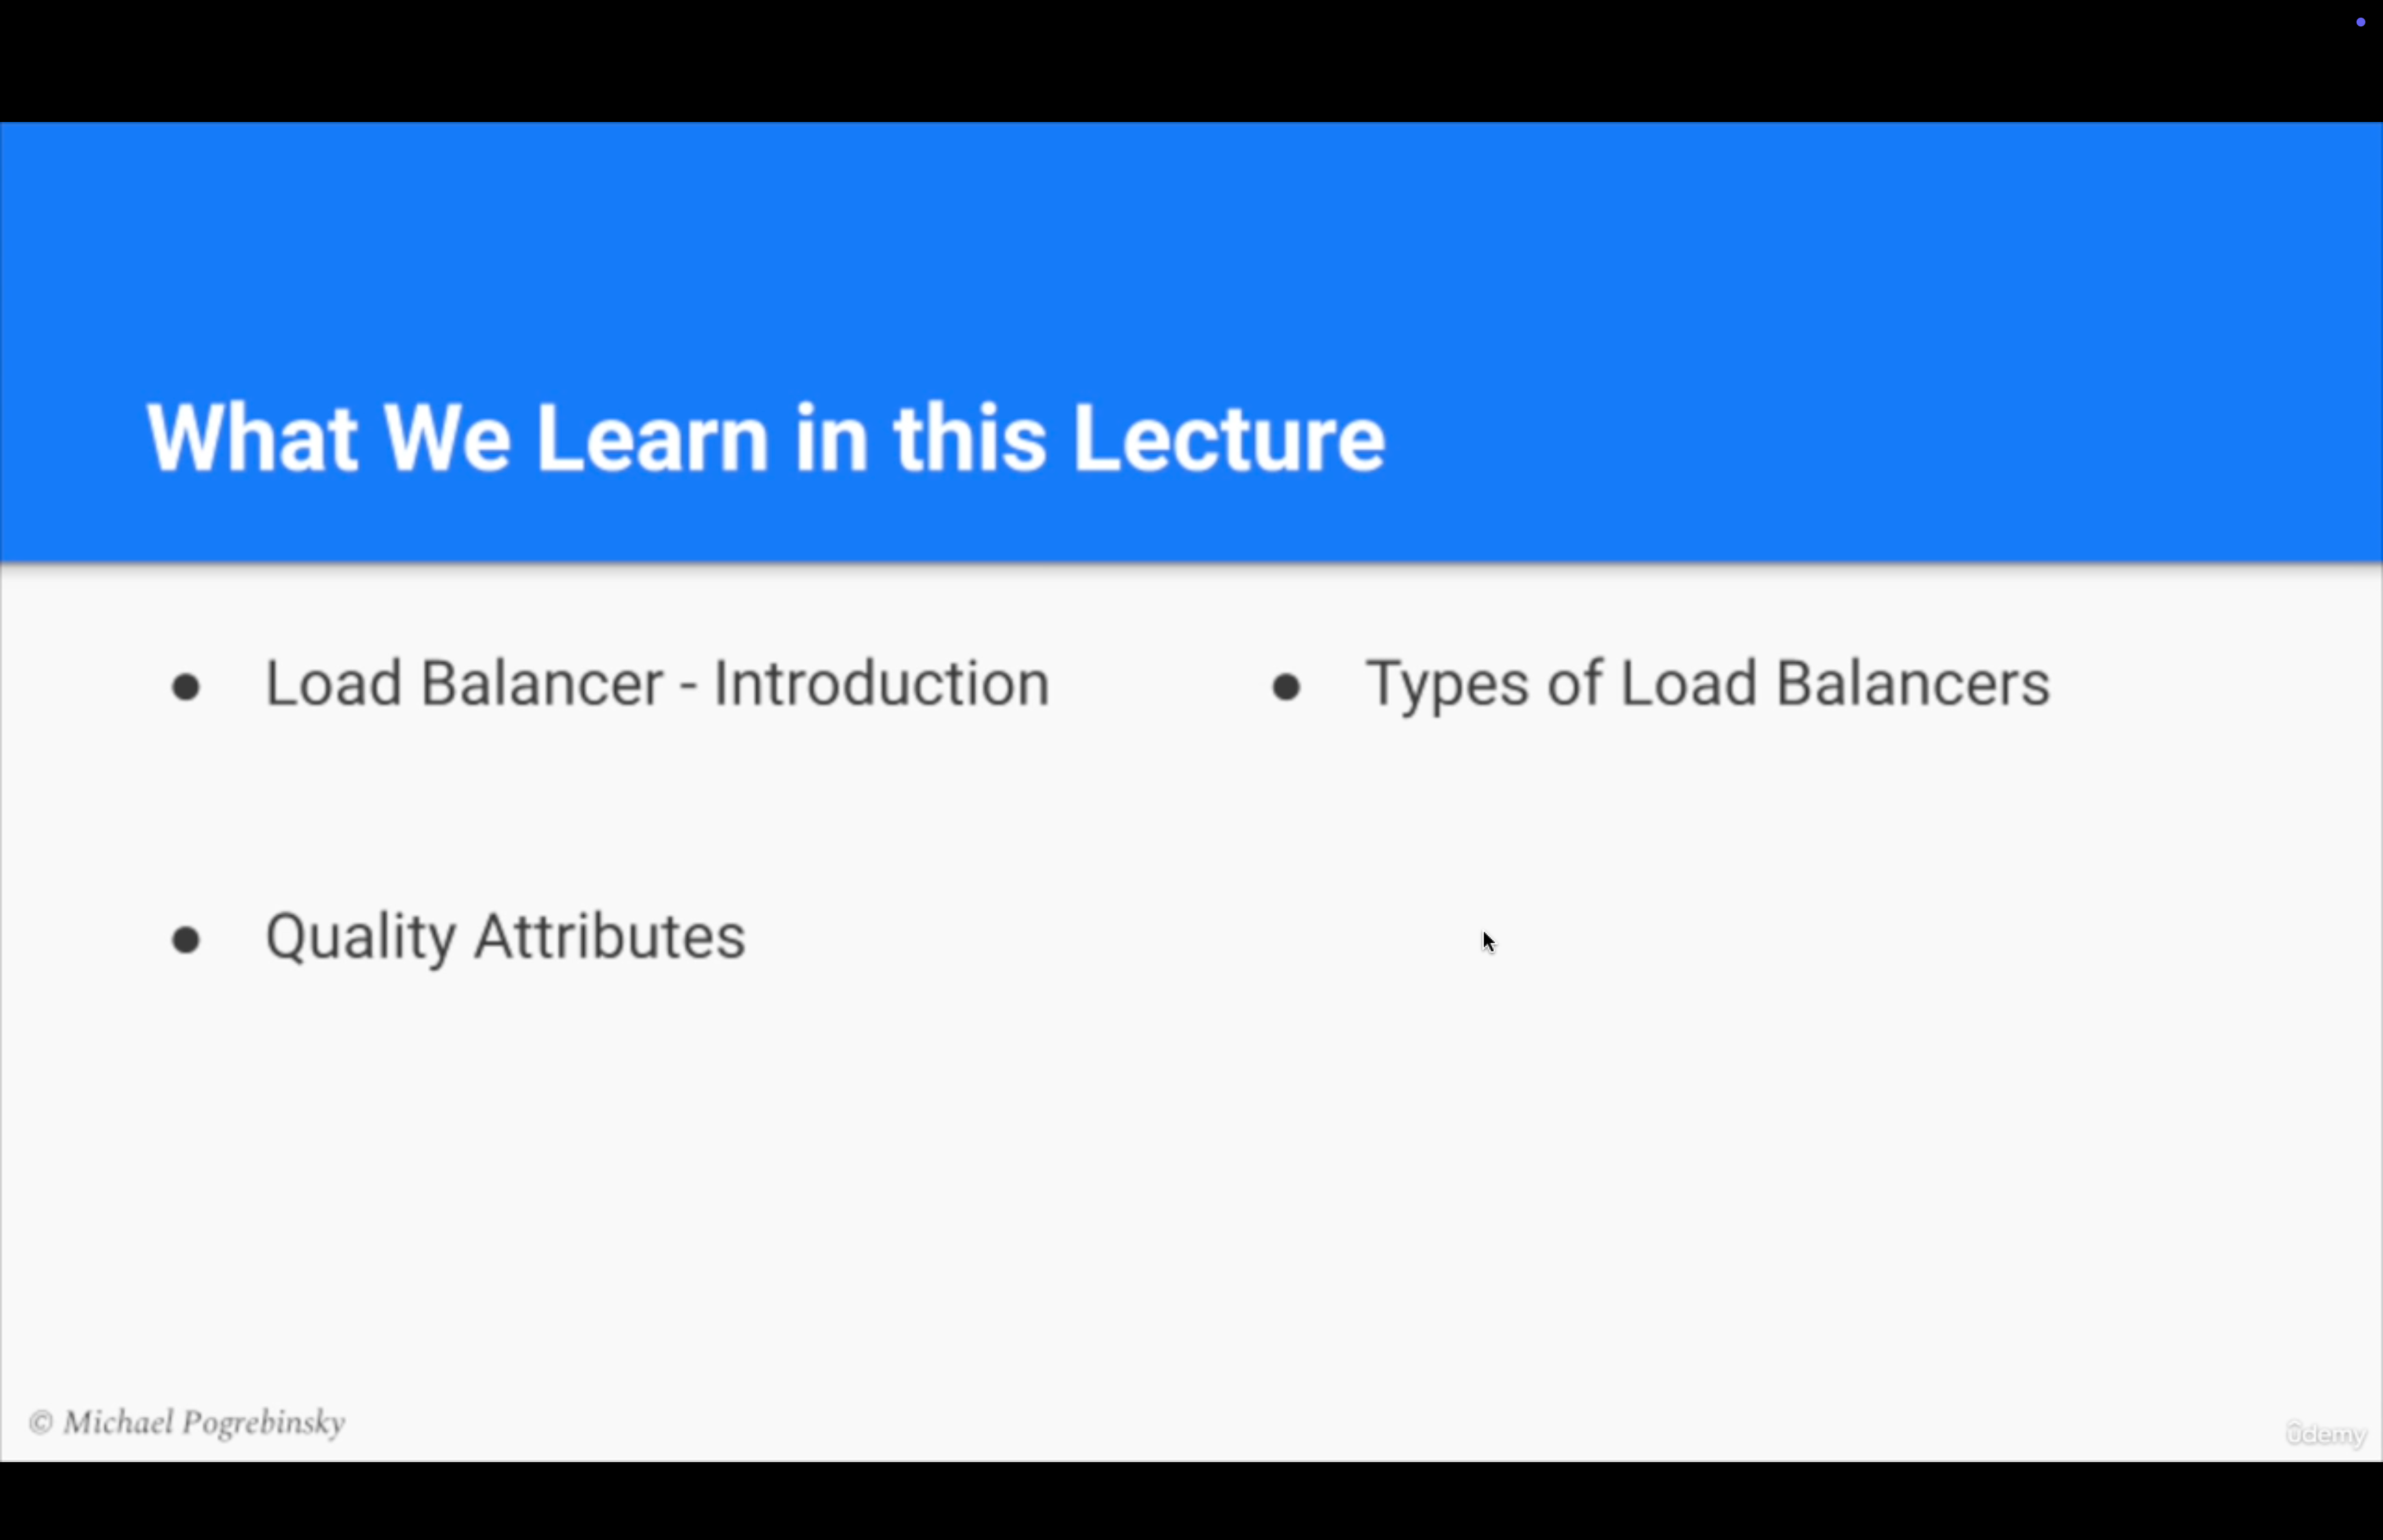 What We Learn in this Lecture
Load Balancer - Introduction
Quality Attributes
Types of Load Balancers
© Michael Pogrebinsky
ûdemy